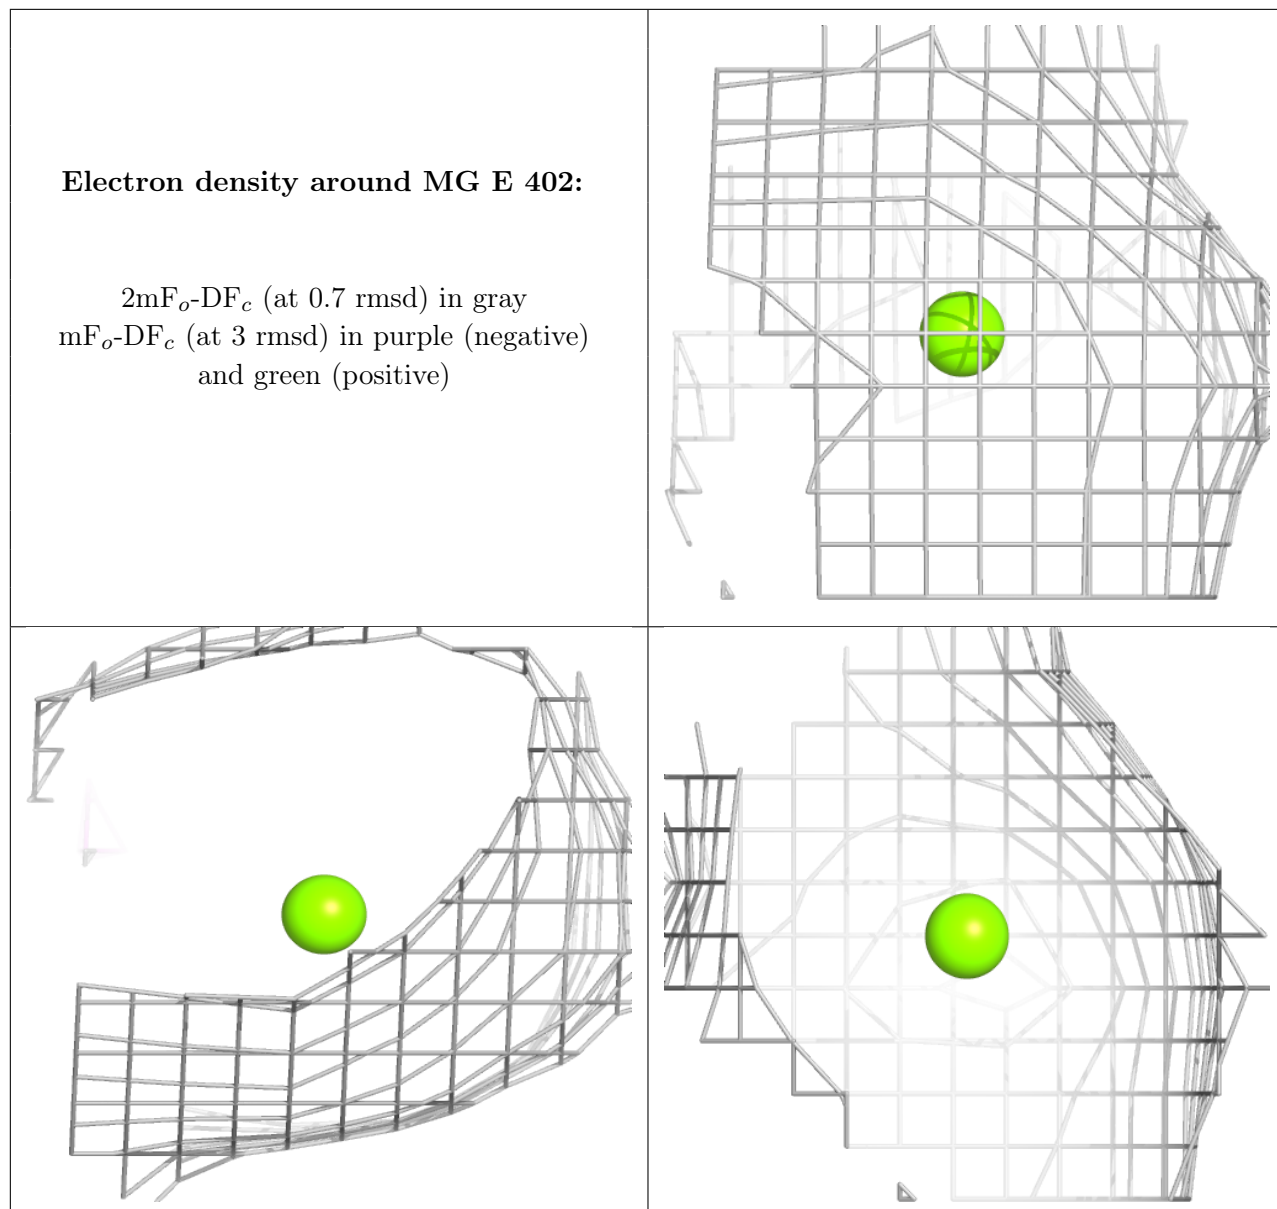 Electron density around MG E 402:
2mFo-DFc (at 0.7 rmsd) in gray
mFo-DFc (at 3 rmsd) in purple (negative)
and green (positive)